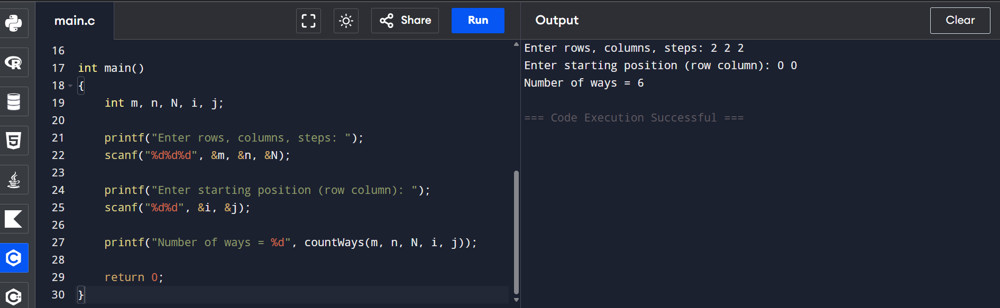 main.c
Share
Run
Output
Clear
16
17 int main()
18 {
19     int m, n, N, i, j;
20
21     printf("Enter rows, columns, steps: ");
22     scanf("%d%d%d", &m, &n, &N);
23
24     printf("Enter starting position (row column): ");
25     scanf("%d%d", &i, &j);
26
27     printf("Number of ways = %d", countWays(m, n, N, i, j));
28
29     return 0;
30 }
Enter rows, columns, steps: 2 2 2
Enter starting position (row column): 0 0
Number of ways = 6
=== Code Execution Successful ===